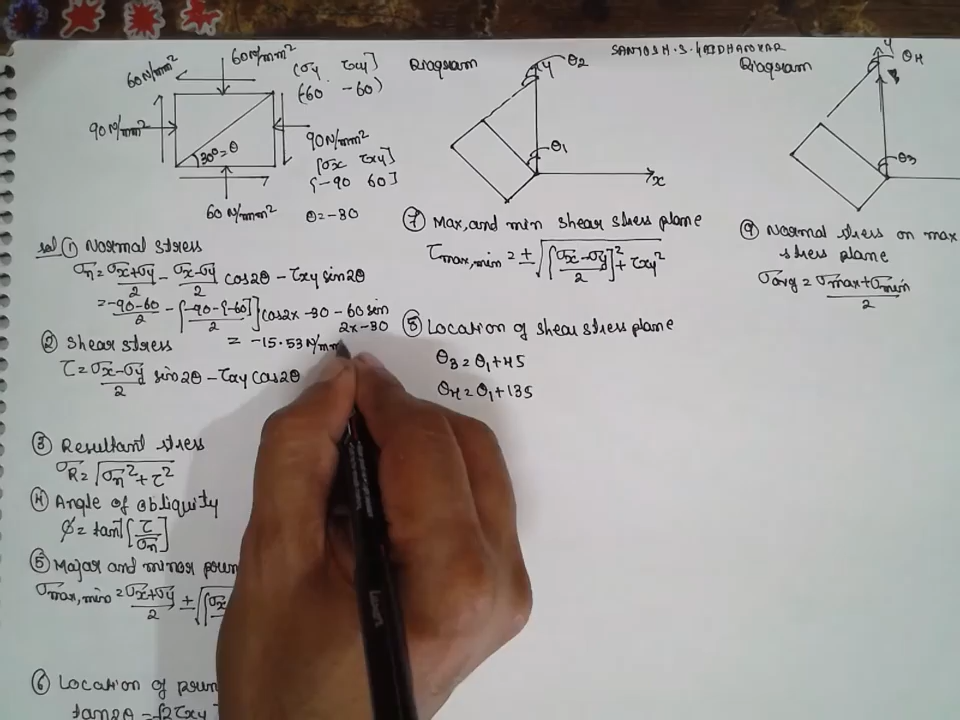 60N/mm²
60N/mm²
[σy τxy]
(-60 -60)
90N/mm²
30°=θ
90N/mm²
[σx τxy]
[-90 60]
60 N/mm²
θ=-30
Diagram
y
θ2
θ1
x
SANTOSH.S.
Diagram
y
θ4
θ3
sol ① Normal stress
σn = σx+σy/2 - σx-σy/2 cos2θ - τxy sin2θ
= -90-60/2 - [-90-[-60]/2] cos2x-30 - 60 sin 2x-30
= -15.53 N/mm
② Shear stress
τ = σx-σy/2 sin2θ - τxy cos2θ
③ Resultant stress
σR = √σn²+τ²
④ Angle of obliquity
φ = tan⁻¹[τ/σn]
⑤ Major and minor
σmax,min = σx+σy/2 ± √[σx
⑥ Location of
tan2θ = -[2τxy
⑦ Max, and min shear stress plane
τmax,min = ± √[σx-σy/2]² + τxy²
⑧ Location of shear stress plane
θ3 = θ1+45
θ4 = θ1+135
⑨ Normal stress on max
stress plane
σavg = σmax+σmin/2